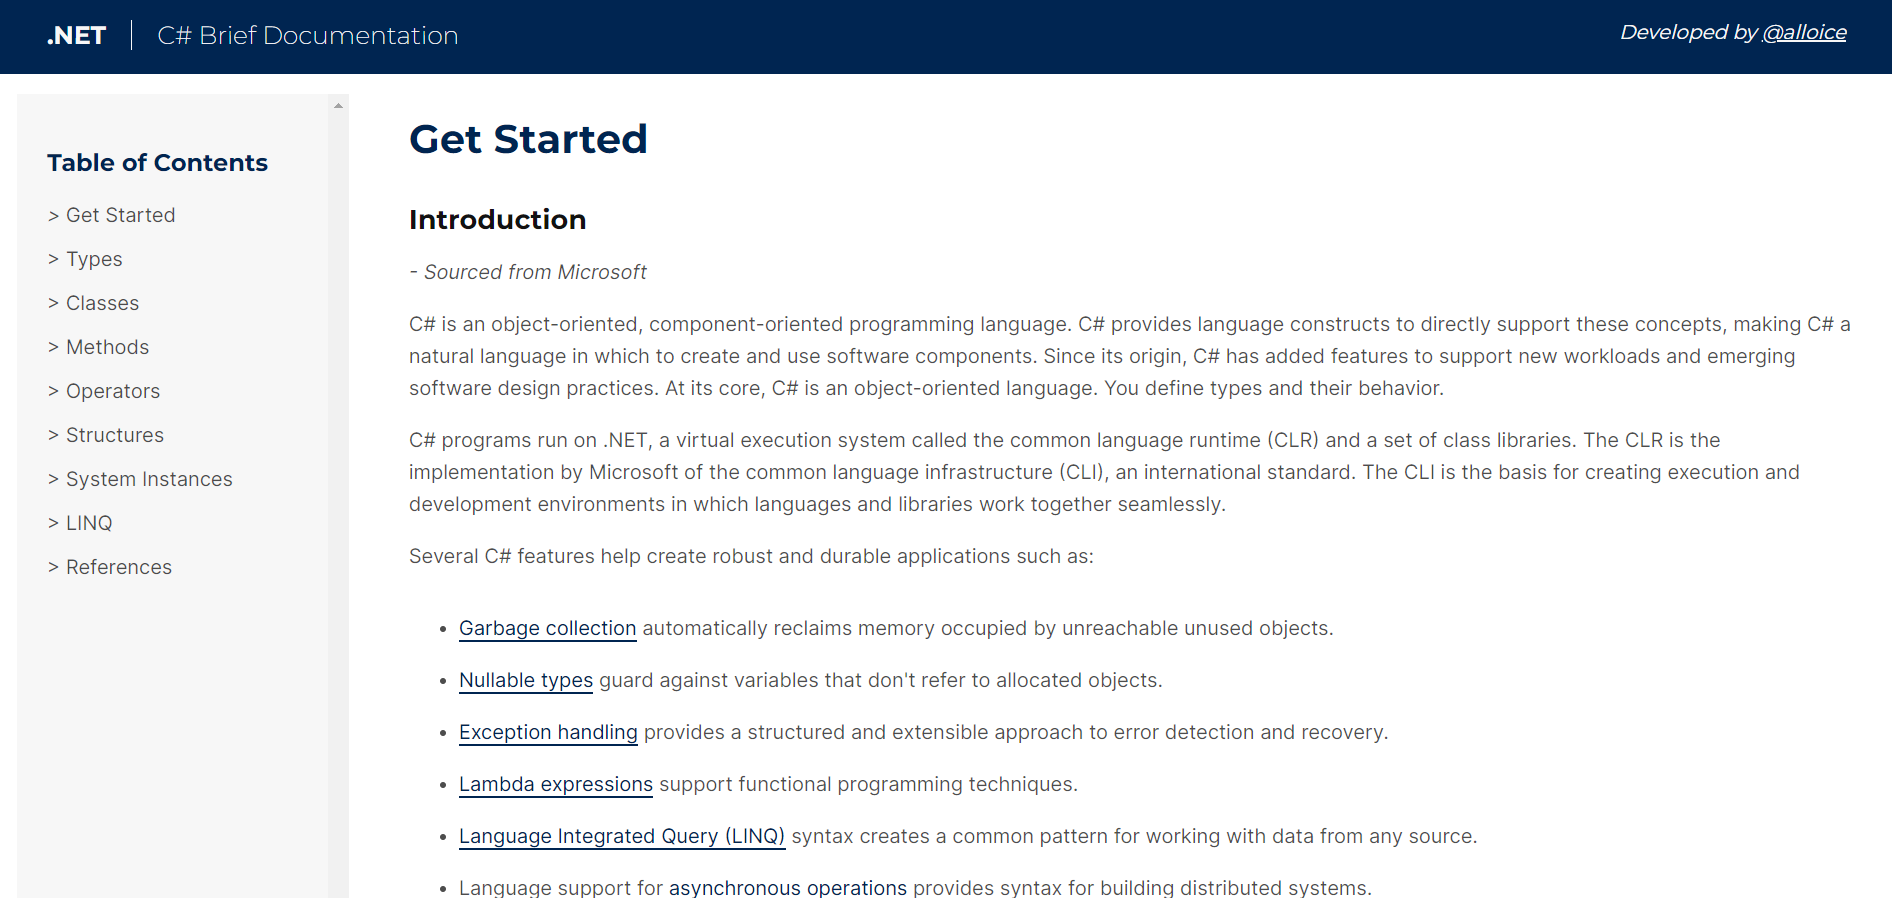 .NET
C# Brief Documentation
Developed by @alloice
Table of Contents
> Get Started
> Types
> Classes
> Methods
> Operators
> Structures
> System Instances
> LINQ
> References
Get Started
Introduction
- Sourced from Microsoft
C# is an object-oriented, component-oriented programming language. C# provides language constructs to directly support these concepts, making C# a
natural language in which to create and use software components. Since its origin, C# has added features to support new workloads and emerging
software design practices. At its core, C# is an object-oriented language. You define types and their behavior.
C# programs run on .NET, a virtual execution system called the common language runtime (CLR) and a set of class libraries. The CLR is the
implementation by Microsoft of the common language infrastructure (CLI), an international standard. The CLI is the basis for creating execution and
development environments in which languages and libraries work together seamlessly.
Several C# features help create robust and durable applications such as:
• Garbage collection automatically reclaims memory occupied by unreachable unused objects.
• Nullable types guard against variables that don't refer to allocated objects.
• Exception handling provides a structured and extensible approach to error detection and recovery.
• Lambda expressions support functional programming techniques.
• Language Integrated Query (LINQ) syntax creates a common pattern for working with data from any source.
• Language support for asynchronous operations provides syntax for building distributed systems.